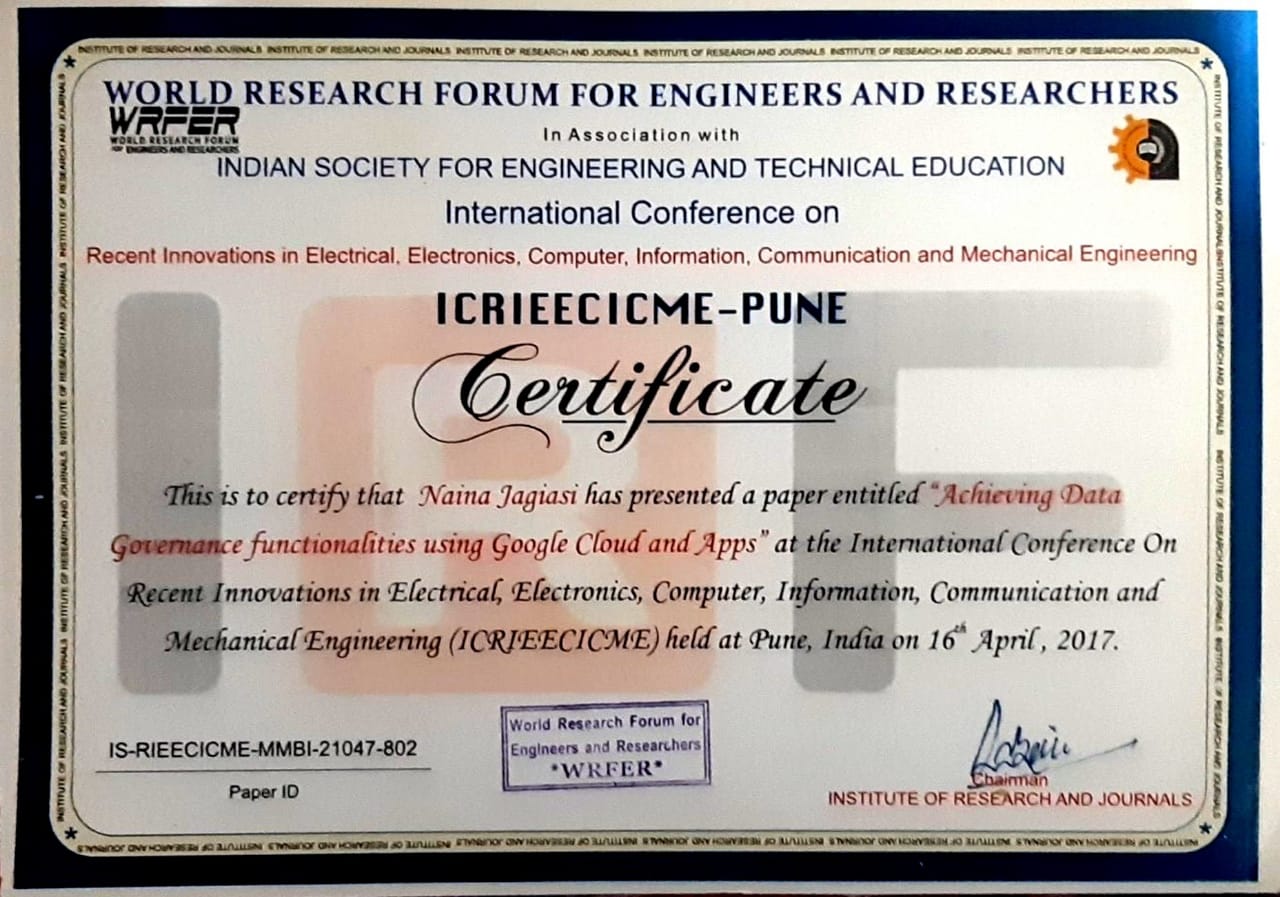 INSTITUTE OF RESEARCH AND JOURNALS INSTITUTE OF RESEARCH AND JOURNALS INSTITUTE OF RESEARCH AND JOURNALS INSTITUTE OF RESEARCH AND JOURNALS INSTITUTE OF RESEARCH AND JOURNALS INSTITUTE OF RESEARCH AND JOURNALS
WORLD RESEARCH FORUM FOR ENGINEERS AND RESEARCHERS
WRFER
WORLD RESEARCH FORUM
FOR ENGINEERS AND RESEARCHERS
In Association with
INDIAN SOCIETY FOR ENGINEERING AND TECHNICAL EDUCATION
International Conference on
Recent Innovations in Electrical, Electronics, Computer, Information, Communication and Mechanical Engineering
IRF
ICRIEECICME-PUNE
Certificate
This is to certify that Naina Jagiasi has presented a paper entitled "Achieving Data
Governance functionalities using Google Cloud and Apps" at the International Conference On
Recent Innovations in Electrical, Electronics, Computer, Information, Communication and
Mechanical Engineering (ICRIEECICME) held at Pune, India on 16th April, 2017.
IS-RIEECICME-MMBI-21047-802
Paper ID
World Research Forum for
Engineers and Researchers
*WRFER*
Chairman
INSTITUTE OF RESEARCH AND JOURNALS